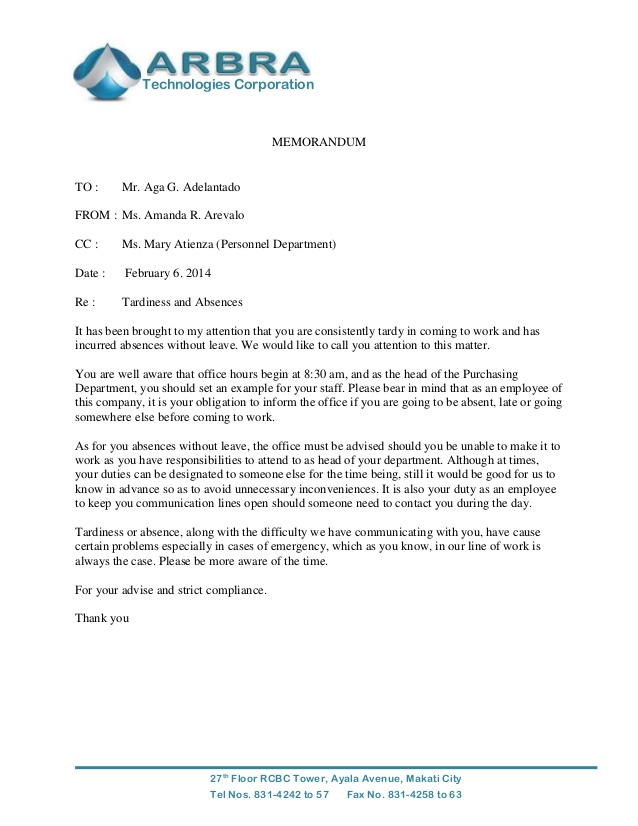 ARBRA
Technologies Corporation
MEMORANDUM
TO : Mr. Aga G. Adelantado
FROM : Ms. Amanda R. Arevalo
CC : Ms. Mary Atienza (Personnel Department)
Date : February 6. 2014
Re : Tardiness and Absences
It has been brought to my attention that you are consistently tardy in coming to work and has
incurred absences without leave. We would like to call you attention to this matter.
You are well aware that office hours begin at 8:30 am, and as the head of the Purchasing
Department, you should set an example for your staff. Please bear in mind that as an employee of
this company, it is your obligation to inform the office if you are going to be absent, late or going
somewhere else before coming to work.
As for you absences without leave, the office must be advised should you be unable to make it to
work as you have responsibilities to attend to as head of your department. Although at times,
your duties can be designated to someone else for the time being, still it would be good for us to
know in advance so as to avoid unnecessary inconveniences. It is also your duty as an employee
to keep you communication lines open should someone need to contact you during the day.
Tardiness or absence, along with the difficulty we have communicating with you, have cause
certain problems especially in cases of emergency, which as you know, in our line of work is
always the case. Please be more aware of the time.
For your advise and strict compliance.
Thank you
27th Floor RCBC Tower, Ayala Avenue, Makati City
Tel Nos. 831-4242 to 57 Fax No. 831-4258 to 63